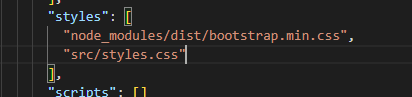 ],
"styles": [
"node_modules/dist/bootstrap.min.css",
"src/styles.css"
],
"scripts": []